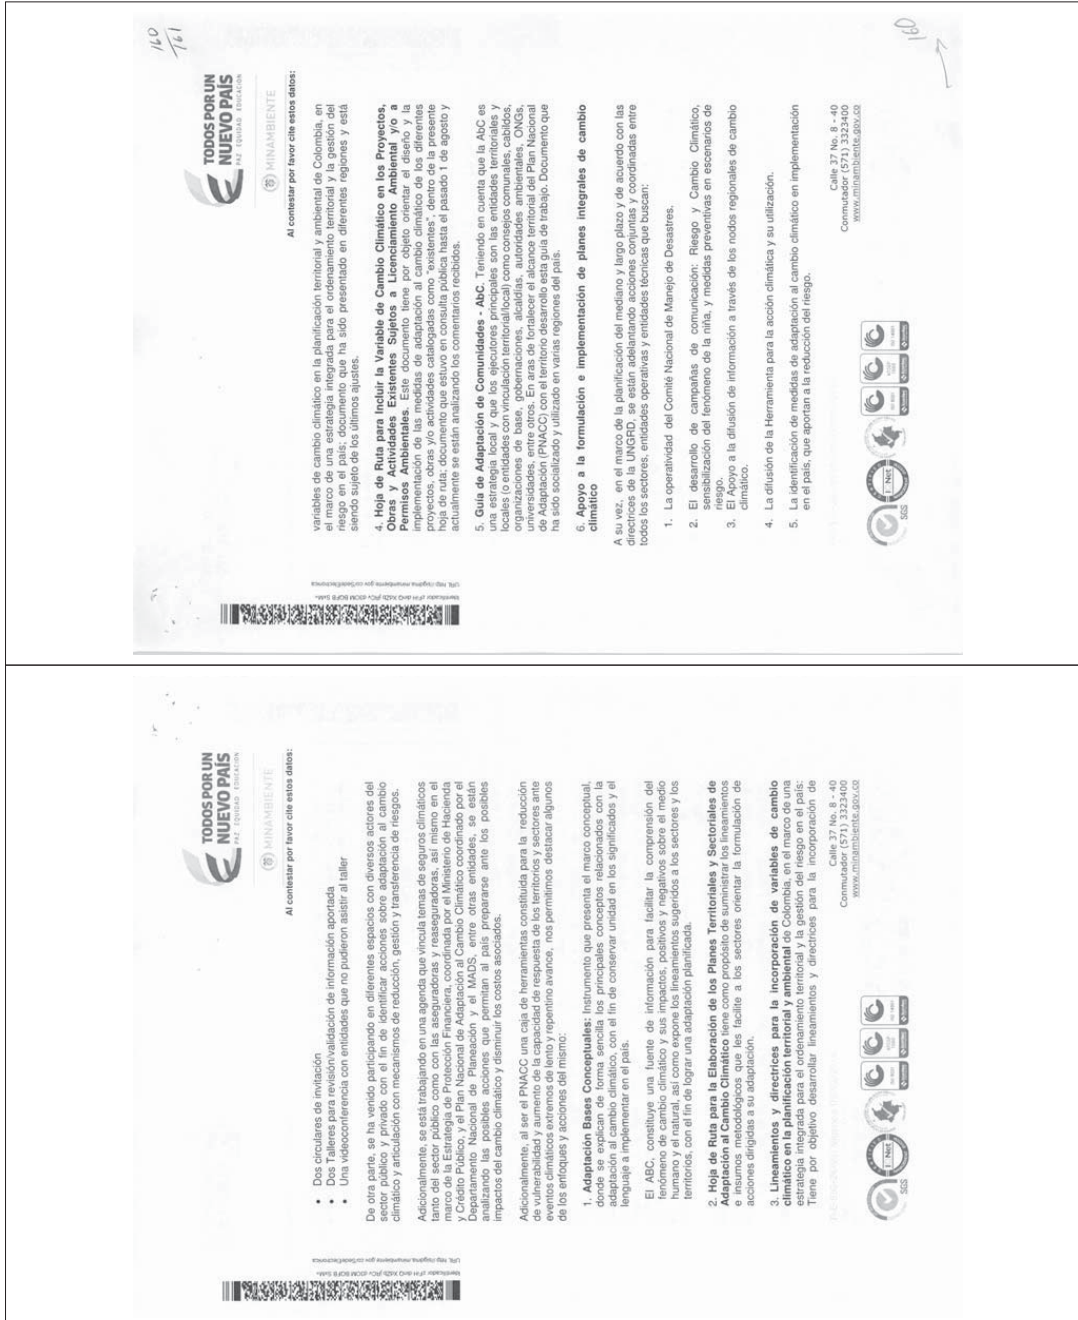 TODOS POR UN
NUEVO PAÍS
PAZ EQUIDAD EDUCACIÓN
MINAMBIENTE
Al contestar por favor cite estos datos:
• Dos circulares de invitación
• Dos Talleres para revisión/validación de información aportada
• Una videoconferencia con entidades que no pudieron asistir al taller
De otra parte, se ha venido participando en diferentes espacios con diversos actores del
sector público y privado con el fin de identificar acciones sobre adaptación al cambio
climático y articulación con mecanismos de reducción, gestión y transferencia de riesgos.
Adicionalmente, se está trabajando en una agenda que vincula temas de seguros climáticos
tanto del sector público como con las aseguradoras y reaseguradoras, así mismo en el
marco de la Estrategia de Protección Financiera, coordinada por el Ministerio de Hacienda
y Crédito Público, y el Plan Nacional de Adaptación al Cambio Climático coordinado por el
Departamento Nacional de Planeación y el MADS, entre otras entidades, se están
analizando las posibles acciones que permitan al país prepararse ante los posibles
impactos del cambio climático y disminuir los costos asociados.
Adicionalmente, al ser el PNACC una caja de herramientas constituida para la reducción
de vulnerabilidad y aumento de la capacidad de respuesta de los territorios y sectores ante
eventos climáticos extremos de lento y repentino avance, nos permitimos destacar algunos
de los enfoques y acciones del mismo:
1. Adaptación Bases Conceptuales: Instrumento que presenta el marco conceptual,
donde se explican de forma sencilla los principales conceptos relacionados con la
adaptación al cambio climático, con el fin de conservar unidad en los significados y el
lenguaje a implementar en el país.
El ABC, constituye una fuente de información para facilitar la comprensión del
fenómeno de cambio climático y sus impactos, positivos y negativos sobre el medio
humano y el natural, así como expone los lineamientos sugeridos a los sectores y los
territorios, con el fin de lograr una adaptación planificada.
2. Hoja de Ruta para la Elaboración de los Planes Territoriales y Sectoriales de
Adaptación al Cambio Climático tiene como propósito de suministrar los lineamientos
e insumos metodológicos que les facilite a los sectores orientar la formulación de
acciones dirigidas a su adaptación.
3. Lineamientos y directrices para la incorporación de variables de cambio
climático en la planificación territorial y ambiental de Colombia, en el marco de una
estrategia integrada para el ordenamiento territorial y la gestión del riesgo en el país:
Tiene por objetivo desarrollar lineamientos y directrices para la incorporación de
Calle 37 No. 8 - 40
Conmutador (571) 3323400
www.minambiente.gov.co
SGS
I Net
160
161
TODOS POR UN
NUEVO PAÍS
PAZ EQUIDAD EDUCACIÓN
MINAMBIENTE
Al contestar por favor cite estos datos:
variables de cambio climático en la planificación territorial y ambiental de Colombia, en
el marco de una estrategia integrada para el ordenamiento territorial y la gestión del
riesgo en el país; documento que ha sido presentado en diferentes regiones y está
siendo sujeto de los últimos ajustes.
4. Hoja de Ruta para Incluir la Variable de Cambio Climático en los Proyectos,
Obras y Actividades Existentes Sujetos a Licenciamiento Ambiental y/o a
Permisos Ambientales. Este documento tiene por objeto orientar el diseño y la
implementación de las medidas de adaptación al cambio climático de los diferentes
proyectos, obras y/o actividades catalogadas como "existentes", dentro de la presente
hoja de ruta; documento que estuvo en consulta pública hasta el pasado 1 de agosto y
actualmente se están analizando los comentarios recibidos.
5. Guía de Adaptación de Comunidades - AbC. Teniendo en cuenta que la AbC es
una estrategia local y que los ejecutores principales son las entidades territoriales y
locales (o entidades con vinculación territorial/local) como consejos comunales, cabildos,
organizaciones de base, gobernaciones, alcaldías, autoridades ambientales, ONGs,
universidades, entre otros. En aras de fortalecer el alcance territorial del Plan Nacional
de Adaptación (PNACC) con el territorio desarrollo esta guía de trabajo. Documento que
ha sido socializado y utilizado en varias regiones del país.
6. Apoyo a la formulación e implementación de planes integrales de cambio
climático
A su vez, en el marco de la planificación del mediano y largo plazo y de acuerdo con las
directrices de la UNGRD, se están adelantando acciones conjuntas y coordinadas entre
todos los sectores, entidades operativas y entidades técnicas que buscan:
1. La operatividad del Comité Nacional de Manejo de Desastres.
2. El desarrollo de campañas de comunicación: Riesgo y Cambio Climático,
sensibilización del fenómeno de la niña, y medidas preventivas en escenarios de
riesgo.
3. El Apoyo a la difusión de información a través de los nodos regionales de cambio
climático.
4. La difusión de la Herramienta para la acción climática y su utilización.
5. La identificación de medidas de adaptación al cambio climático en implementación
en el país, que aportan a la reducción del riesgo.
Calle 37 No. 8 - 40
Conmutador (571) 3323400
www.minambiente.gov.co
SGS
I Net
160